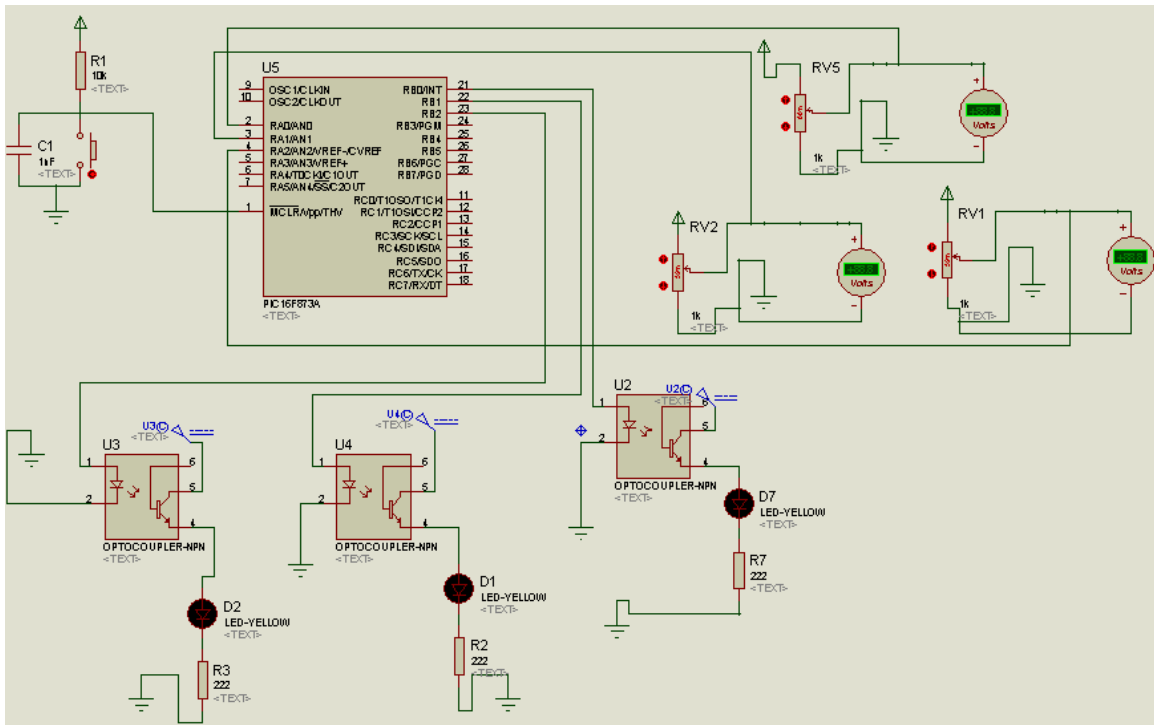 R1
10k
<TEXT>
C1
1nF
<TEXT>
U5
9 OSC1/CLKIN
10 OSC2/CLKOUT
2 RA0/AN0
3 RA1/AN1
4 RA2/AN2/VREF-/CVREF
5 RA3/AN3/VREF+
6 RA4/T0CKI/C1OUT
7 RA5/AN4/SS/C2OUT
1 MCLR/Vpp/THV
RB0/INT 21
RB1 22
RB2 23
RB3/PGM 24
RB4 25
RB5 26
RB6/PGC 27
RB7/PGD 28
RC0/T1OSO/T1CKI 11
RC1/T1OSI/CCP2 12
RC2/CCP1 13
RC3/SCK/SCL 14
RC4/SDI/SDA 15
RC5/SDO 16
RC6/TX/CK 17
RC7/RX/DT 18
PIC16F873A
<TEXT>
RV5
1k
<TEXT>
+
Volts
-
RV2
1k
<TEXT>
+
Volts
-
RV1
1k
<TEXT>
+
Volts
-
U3
U3(C)
<TEXT>
1
2
6
5
4
OPTOCOUPLER-NPN
<TEXT>
D2
LED-YELLOW
<TEXT>
R3
222
<TEXT>
U4
U4(C)
<TEXT>
1
2
6
5
4
OPTOCOUPLER-NPN
<TEXT>
D1
LED-YELLOW
<TEXT>
R2
222
<TEXT>
U2
U2(C)
<TEXT>
1
2
6
5
4
OPTOCOUPLER-NPN
<TEXT>
D7
LED-YELLOW
<TEXT>
R7
222
<TEXT>